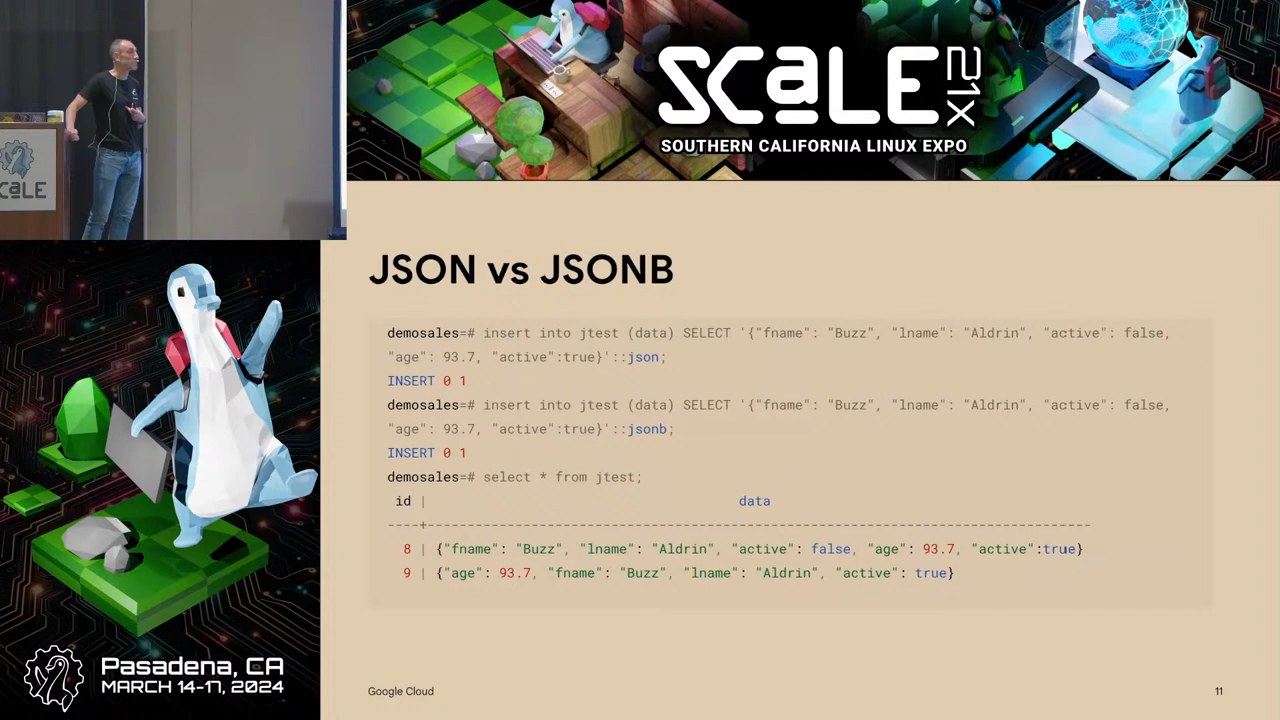 SCaLE
21x
SOUTHERN CALIFORNIA LINUX EXPO
SCaLE
JSON vs JSONB
demosales=# insert into jtest (data) SELECT '{"fname": "Buzz", "lname": "Aldrin", "active": false,
"age": 93.7, "active":true}'::json;
INSERT 0 1
demosales=# insert into jtest (data) SELECT '{"fname": "Buzz", "lname": "Aldrin", "active": false,
"age": 93.7, "active":true}'::jsonb;
INSERT 0 1
demosales=# select * from jtest;
id | data
----+-----------------------------------------------------------------------------------
8 | {"fname": "Buzz", "lname": "Aldrin", "active": false, "age": 93.7, "active":true}
9 | {"age": 93.7, "fname": "Buzz", "lname": "Aldrin", "active": true}
Pasadena, CA
MARCH 14-17, 2024
Google Cloud
11